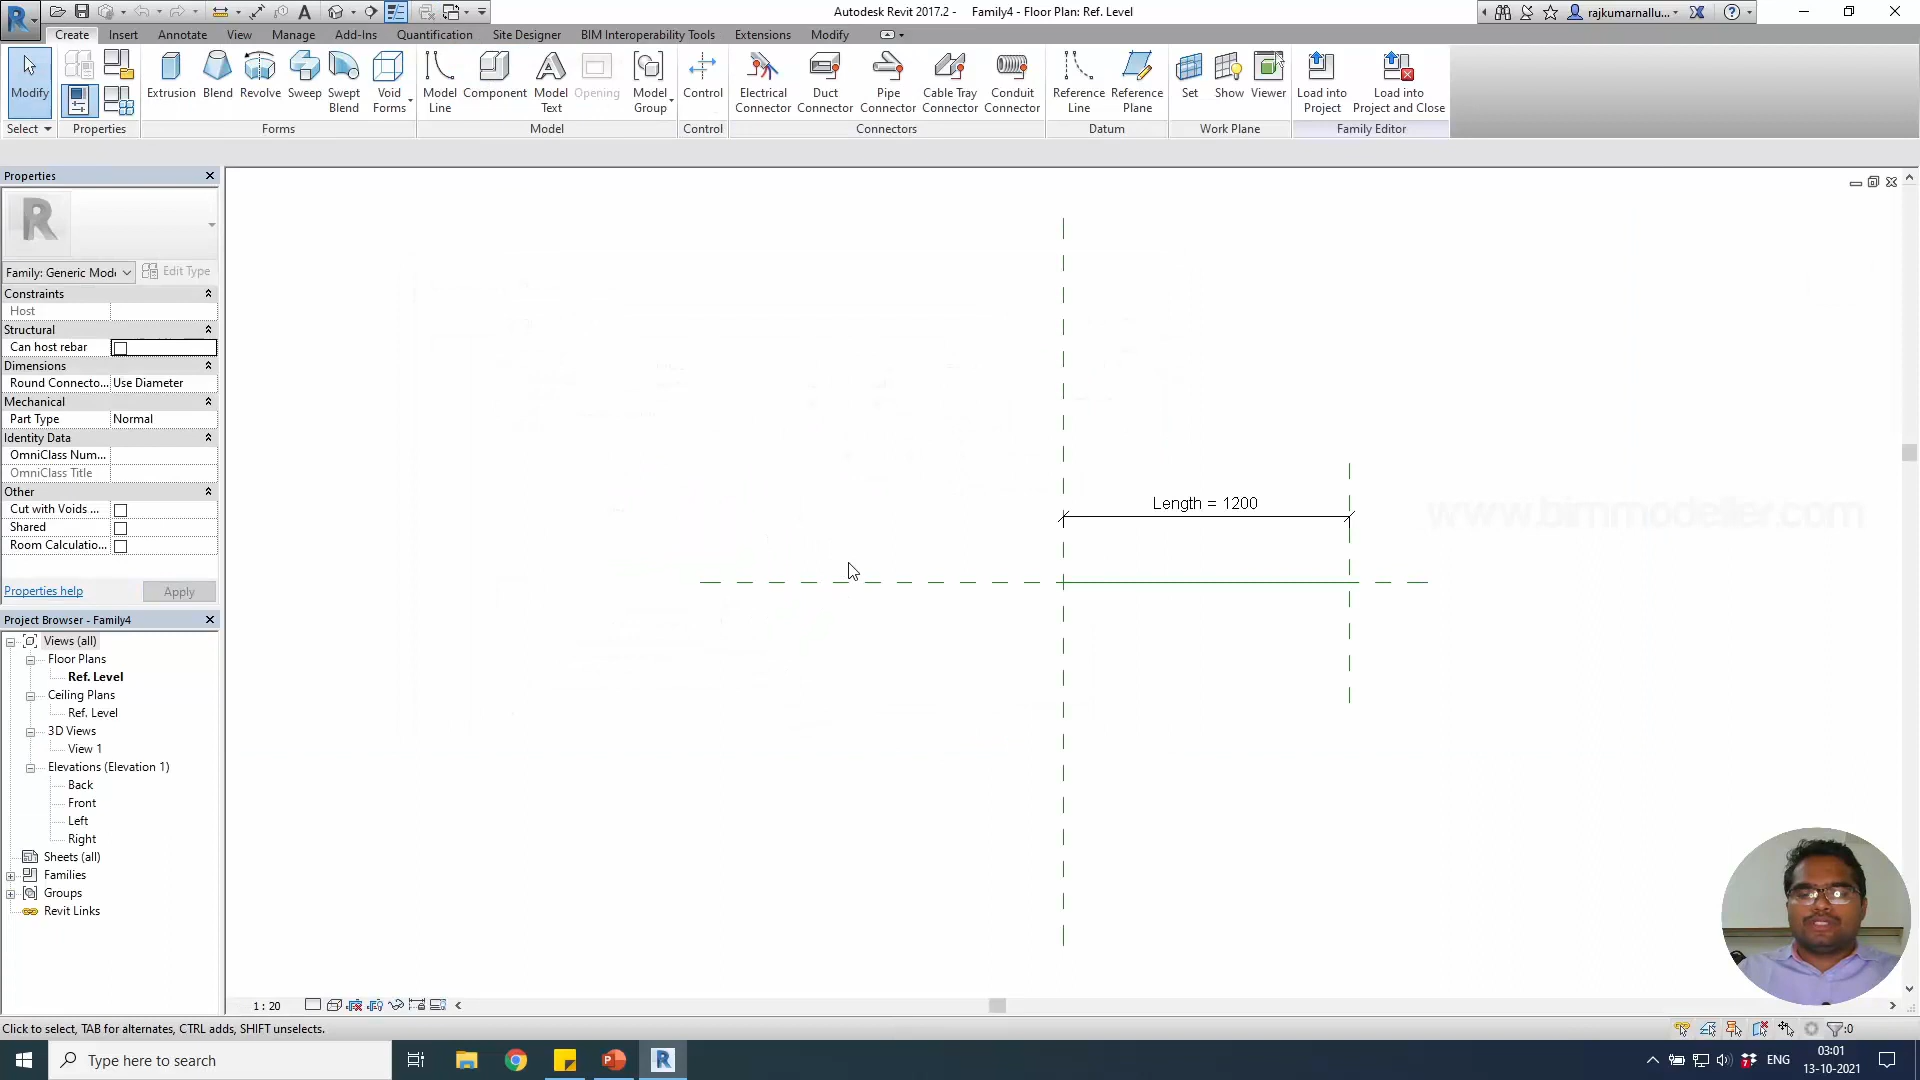 Autodesk Revit 2017.2 - Family4 - Floor Plan: Ref. Level
rajkumarnallu...
Create Insert Annotate View Manage Add-Ins Quantification Site Designer BIM Interoperability Tools Extensions Modify
Modify
Extrusion Blend Revolve Sweep Swept Blend Void Forms
Model Line Component Model Text Opening Model Group
Control
Electrical Connector Duct Connector Pipe Connector Cable Tray Connector Conduit Connector
Reference Line Reference Plane
Set Show Viewer
Load into Project Load into Project and Close
Select Properties Forms Model Control Connectors Datum Work Plane Family Editor
Properties
R
Family: Generic Mod Edit Type
Constraints
Host
Structural
Can host rebar
Dimensions
Round Connecto... Use Diameter
Mechanical
Part Type Normal
Identity Data
OmniClass Num...
OmniClass Title
Other
Cut with Voids ...
Shared
Room Calculatio...
Properties help Apply
Project Browser - Family4
Views (all)
Floor Plans
Ref. Level
Ceiling Plans
Ref. Level
3D Views
View 1
Elevations (Elevation 1)
Back
Front
Left
Right
Sheets (all)
Families
Groups
Revit Links
Length = 1200
www.bimmodeller.com
1 : 20
Click to select, TAB for alternates, CTRL adds, SHIFT unselects.
:0
Type here to search
ENG
03:01
13-10-2021